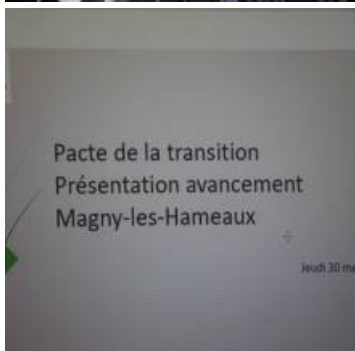 Pacte de la transition
Présentation avancement
Magny-les-Hameaux
Jeudi 30